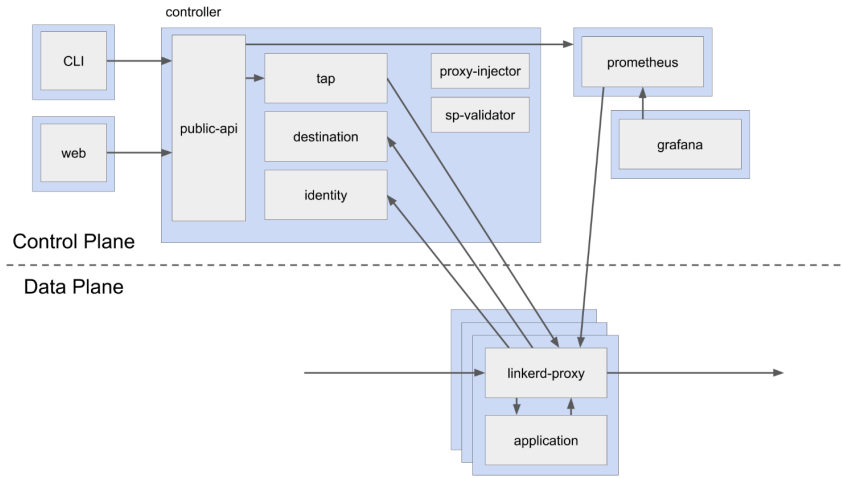 controller
CLI
public-api
tap
proxy-injector
prometheus
sp-validator
web
destination
grafana
identity
Control Plane
Data Plane
linkerd-proxy
application